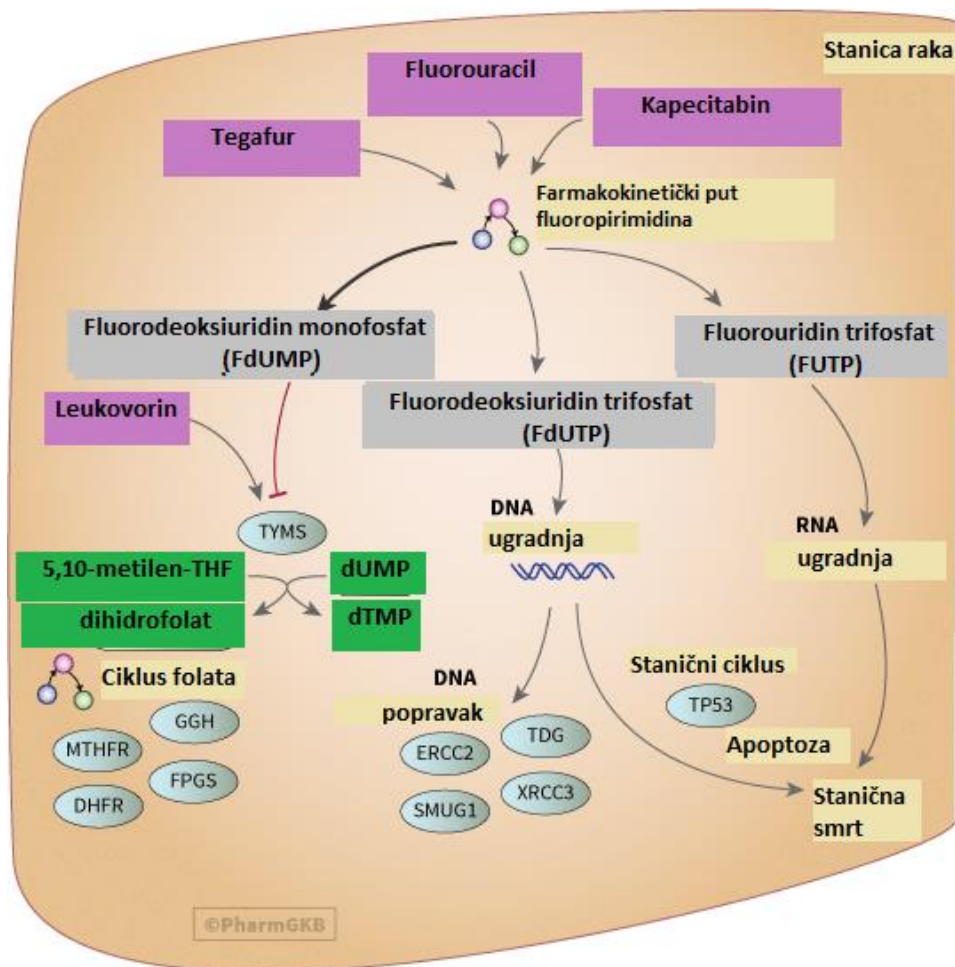 Stanica raka
Fluorouracil
Kapecitabin
Tegafur
Farmakokinetički put
fluoropirimidina
Fluorodeoksiuridin monofosfat
(FdUMP)
Fluorouridin trifosfat
(FUTP)
Leukovorin
Fluorodeoksiuridin trifosfat
(FdUTP)
TYMS
DNA
ugradnja
RNA
ugradnja
5,10-metilen-THF
dUMP
dihidrofolat
dTMP
Ciklus folata
GGH
MTHFR
FPGS
DHFR
DNA
popravak
TDG
ERCC2
XRCC3
SMUG1
Stanični ciklus
TP53
Apoptoza
Stanična
smrt
©PharmGKB